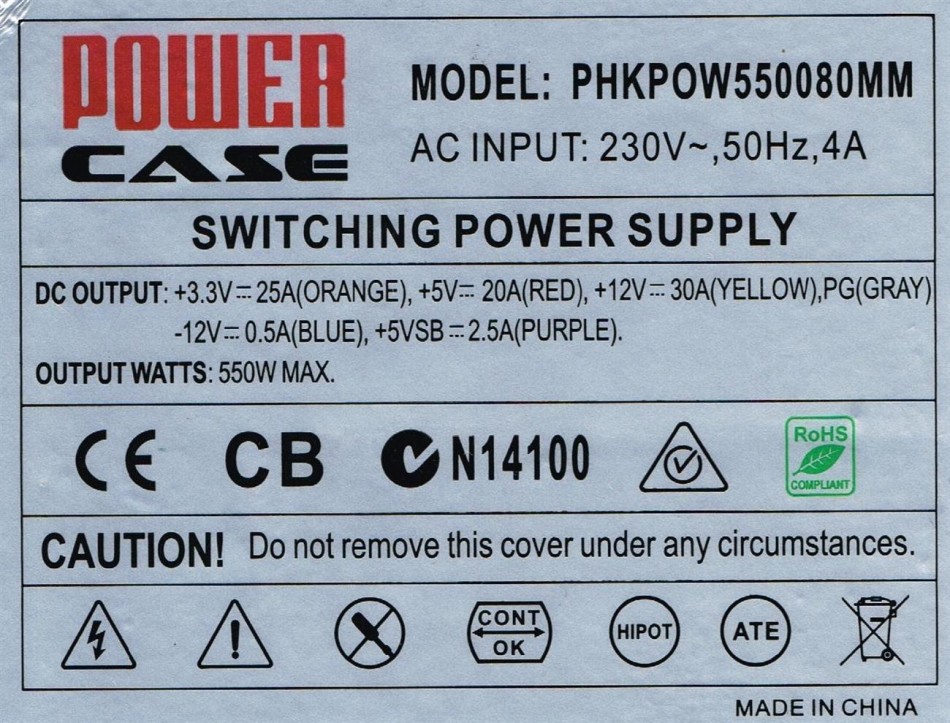 POWER
CASE
MODEL: PHKPOW550080MM
AC INPUT: 230V~,50Hz,4A
SWITCHING POWER SUPPLY
DC OUTPUT: +3.3V⎓25A(ORANGE), +5V⎓20A(RED), +12V⎓30A(YELLOW),PG(GRAY)
-12V⎓0.5A(BLUE), +5VSB⎓2.5A(PURPLE).
OUTPUT WATTS: 550W MAX.
CE CB N14100
RoHS
COMPLIANT
CAUTION! Do not remove this cover under any circumstances.
CONT
OK
HIPOT
ATE
MADE IN CHINA